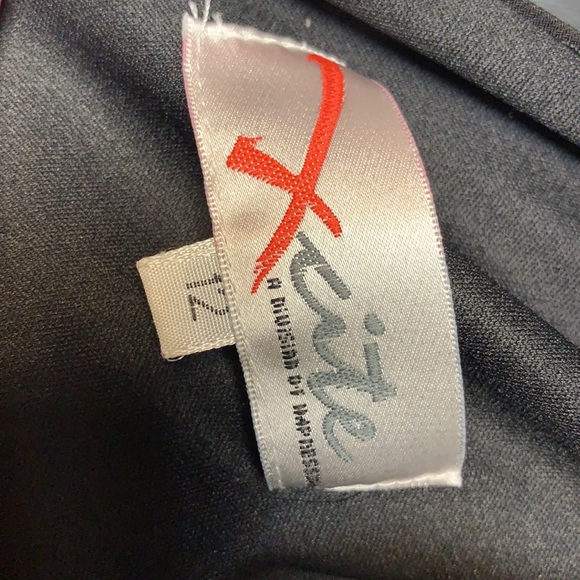 Xcite
A DIVISION OF
12